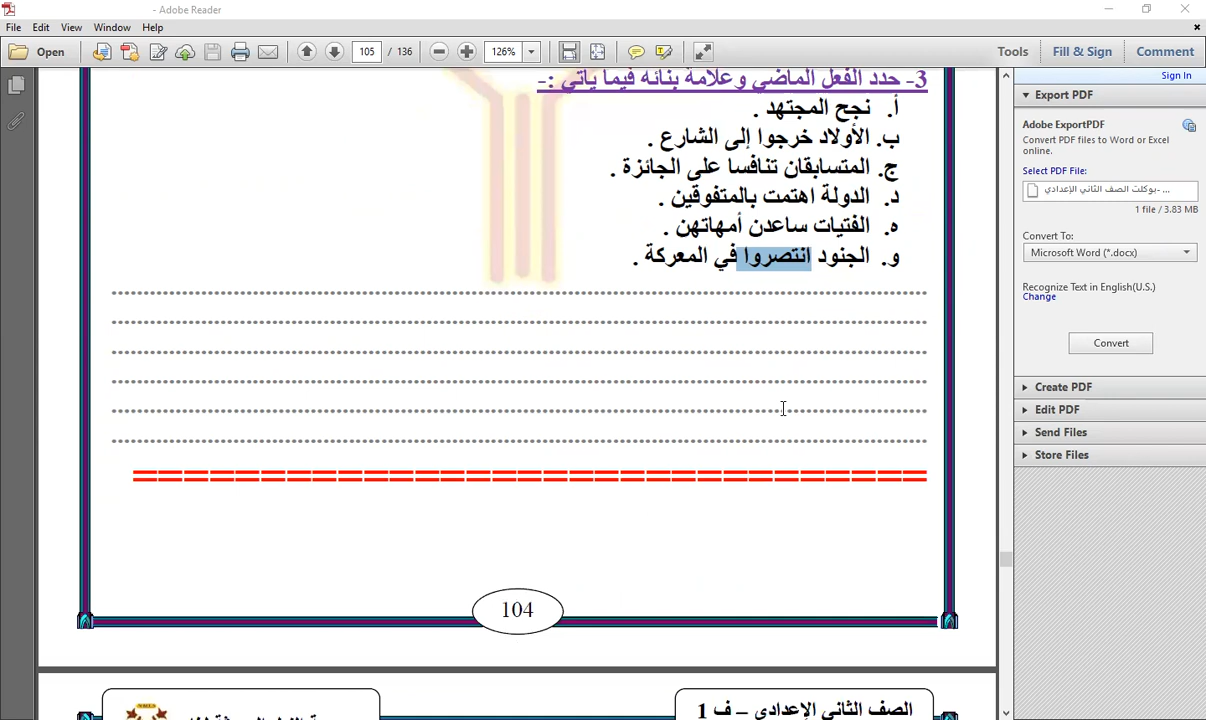 - Adobe Reader
File Edit View Window Help
Open 105 / 136 126% Tools Fill & Sign Comment
3- حدد الفعل الماضي وعلامة بنائه فيما يأتي :-
أ. نجح المجتهد .
ب. الأولاد خرجوا إلى الشارع .
ج. المتسابقان تنافسا على الجائزة .
د. الدولة اهتمت بالمتفوقين .
ه. الفتيات ساعدن أمهاتهن .
و. الجنود انتصروا في المعركة .
104
الصف الثاني الإعدادي – ف 1
Sign In
Export PDF
Adobe ExportPDF
Convert PDF files to Word or Excel
online.
Select PDF File:
بوكلت الصف الثاني الإعدادي- ...
1 file / 3.83 MB
Convert To:
Microsoft Word (*.docx)
Recognize Text in English(U.S.)
Change
Convert
Create PDF
Edit PDF
Send Files
Store Files